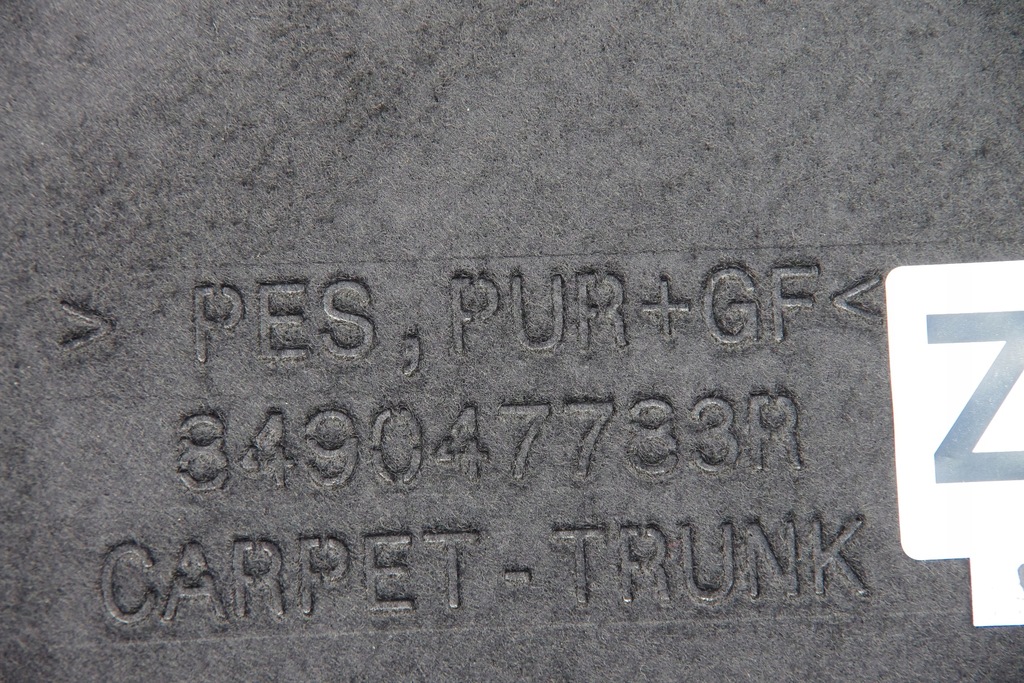 > PES,PUR+GF<
849047783R
CARPET-TRUNK
Z